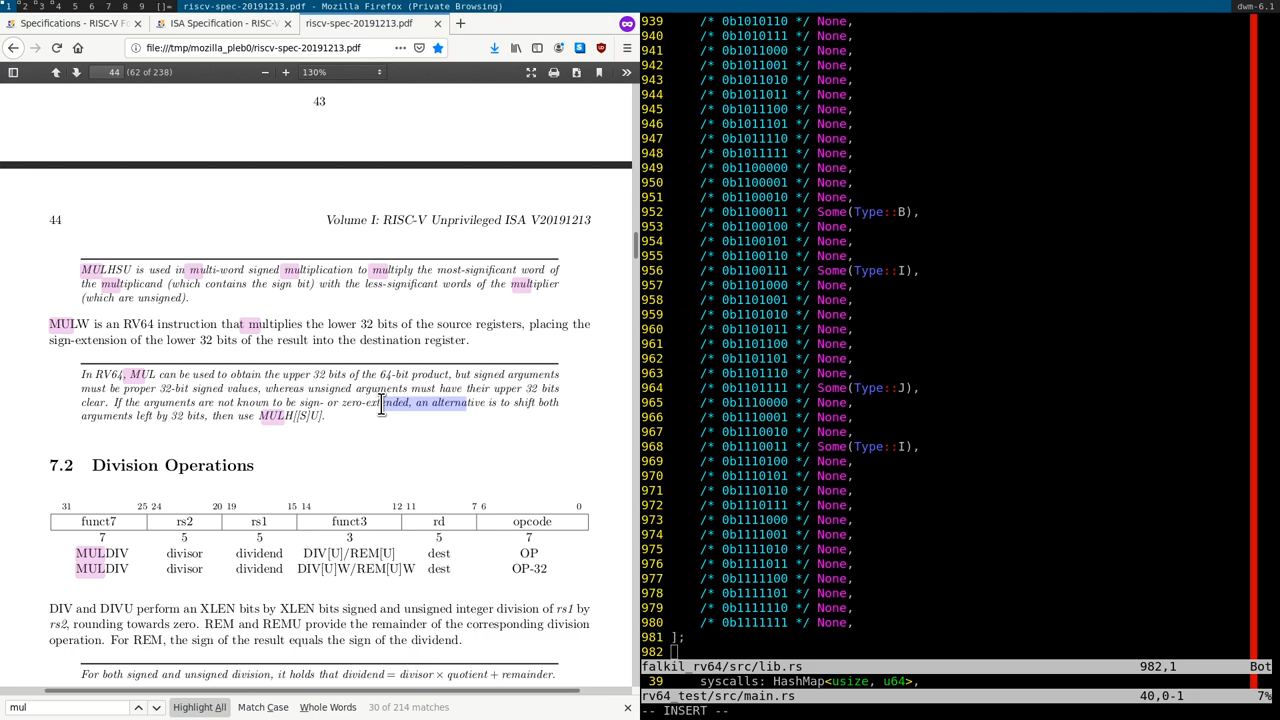 1 2 3 4 5 6 7 8 9 []= riscv-spec-20191213.pdf - Mozilla Firefox (Private Browsing) dwm-6.1
Specifications - RISC-V Fo × ISA Specification - RISC-V × riscv-spec-20191213.pdf × +
file:///tmp/mozilla_pleb0/riscv-spec-20191213.pdf
44 (62 of 238) − + 130%
43
44 Volume I: RISC-V Unprivileged ISA V20191213
MULHSU is used in multi-word signed multiplication to multiply the most-significant word of
the multiplicand (which contains the sign bit) with the less-significant words of the multiplier
(which are unsigned).
MULW is an RV64 instruction that multiplies the lower 32 bits of the source registers, placing the
sign-extension of the lower 32 bits of the result into the destination register.
In RV64, MUL can be used to obtain the upper 32 bits of the 64-bit product, but signed arguments
must be proper 32-bit signed values, whereas unsigned arguments must have their upper 32 bits
clear. If the arguments are not known to be sign- or zero-extended, an alternative is to shift both
arguments left by 32 bits, then use MULH[[S]U].
7.2 Division Operations
31 25 24 20 19 15 14 12 11 7 6 0
funct7 rs2 rs1 funct3 rd opcode
7 5 5 3 5 7
MULDIV divisor dividend DIV[U]/REM[U] dest OP
MULDIV divisor dividend DIV[U]W/REM[U]W dest OP-32
DIV and DIVU perform an XLEN bits by XLEN bits signed and unsigned integer division of rs1 by
rs2, rounding towards zero. REM and REMU provide the remainder of the corresponding division
operation. For REM, the sign of the result equals the sign of the dividend.
For both signed and unsigned division, it holds that dividend = divisor × quotient + remainder.
mul Highlight All Match Case Whole Words 30 of 214 matches
939 /* 0b1010110 */ None,
940 /* 0b1010111 */ None,
941 /* 0b1011000 */ None,
942 /* 0b1011001 */ None,
943 /* 0b1011010 */ None,
944 /* 0b1011011 */ None,
945 /* 0b1011100 */ None,
946 /* 0b1011101 */ None,
947 /* 0b1011110 */ None,
948 /* 0b1011111 */ None,
949 /* 0b1100000 */ None,
950 /* 0b1100001 */ None,
951 /* 0b1100010 */ None,
952 /* 0b1100011 */ Some(Type::B),
953 /* 0b1100100 */ None,
954 /* 0b1100101 */ None,
955 /* 0b1100110 */ None,
956 /* 0b1100111 */ Some(Type::I),
957 /* 0b1101000 */ None,
958 /* 0b1101001 */ None,
959 /* 0b1101010 */ None,
960 /* 0b1101011 */ None,
961 /* 0b1101100 */ None,
962 /* 0b1101101 */ None,
963 /* 0b1101110 */ None,
964 /* 0b1101111 */ Some(Type::J),
965 /* 0b1110000 */ None,
966 /* 0b1110001 */ None,
967 /* 0b1110010 */ None,
968 /* 0b1110011 */ Some(Type::I),
969 /* 0b1110100 */ None,
970 /* 0b1110101 */ None,
971 /* 0b1110110 */ None,
972 /* 0b1110111 */ None,
973 /* 0b1111000 */ None,
974 /* 0b1111001 */ None,
975 /* 0b1111010 */ None,
976 /* 0b1111011 */ None,
977 /* 0b1111100 */ None,
978 /* 0b1111101 */ None,
979 /* 0b1111110 */ None,
980 /* 0b1111111 */ None,
981 ];
982
falkil_rv64/src/lib.rs 982,1 Bot
39 syscalls: HashMap<usize, u64>,
rv64_test/src/main.rs 40,0-1 7%
-- INSERT --